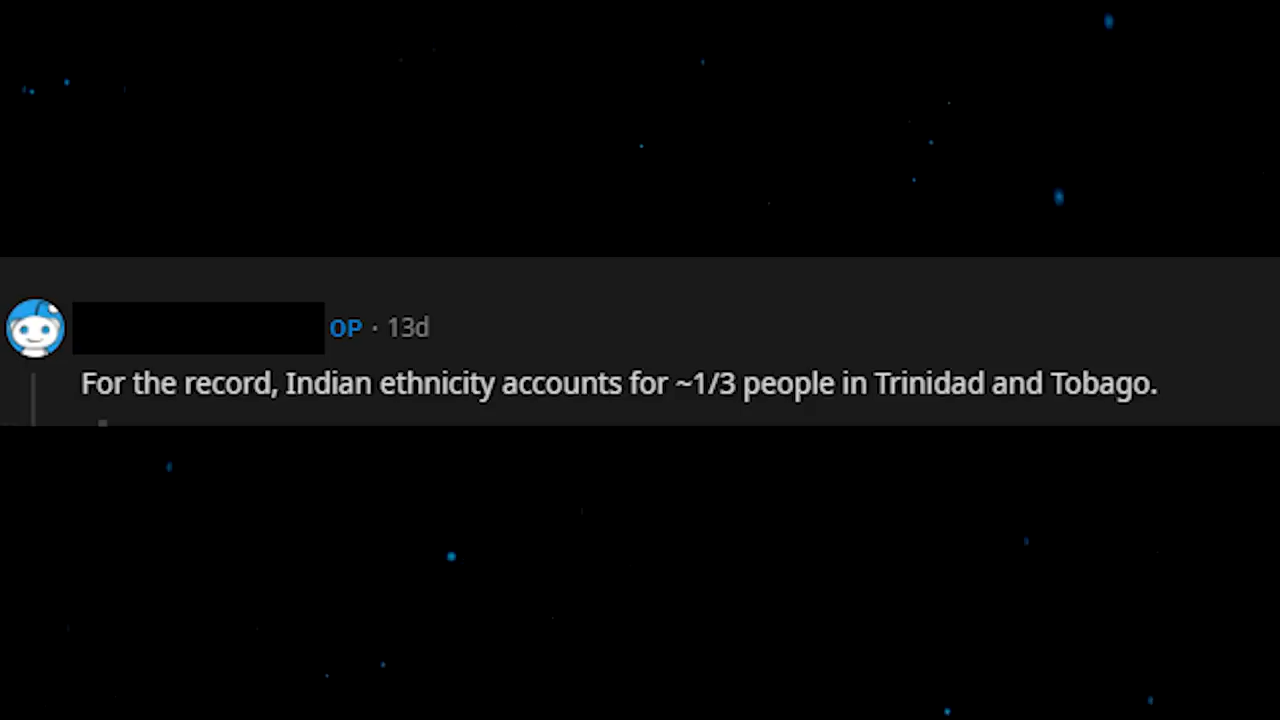 OP · 13d
For the record, Indian ethnicity accounts for ~1/3 people in Trinidad and Tobago.